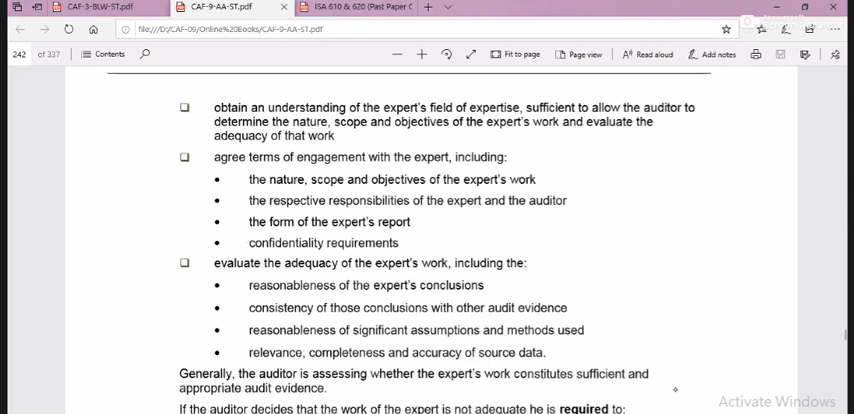 CAF-3-BLW-ST.pdf
CAF-9-AA-ST.pdf
ISA 610 & 620 (Past Paper Q
file:///D:/CAF-09/Online%20Books/CAF-9-AA-ST.pdf
242 of 337
Contents
Fit to page
Page view
Read aloud
Add notes
❑ obtain an understanding of the expert's field of expertise, sufficient to allow the auditor to
determine the nature, scope and objectives of the expert's work and evaluate the
adequacy of that work
❑ agree terms of engagement with the expert, including:
• the nature, scope and objectives of the expert's work
• the respective responsibilities of the expert and the auditor
• the form of the expert's report
• confidentiality requirements
❑ evaluate the adequacy of the expert's work, including the:
• reasonableness of the expert's conclusions
• consistency of those conclusions with other audit evidence
• reasonableness of significant assumptions and methods used
• relevance, completeness and accuracy of source data.
Generally, the auditor is assessing whether the expert's work constitutes sufficient and
appropriate audit evidence.
If the auditor decides that the work of the expert is not adequate he is required to:
Activate Windows